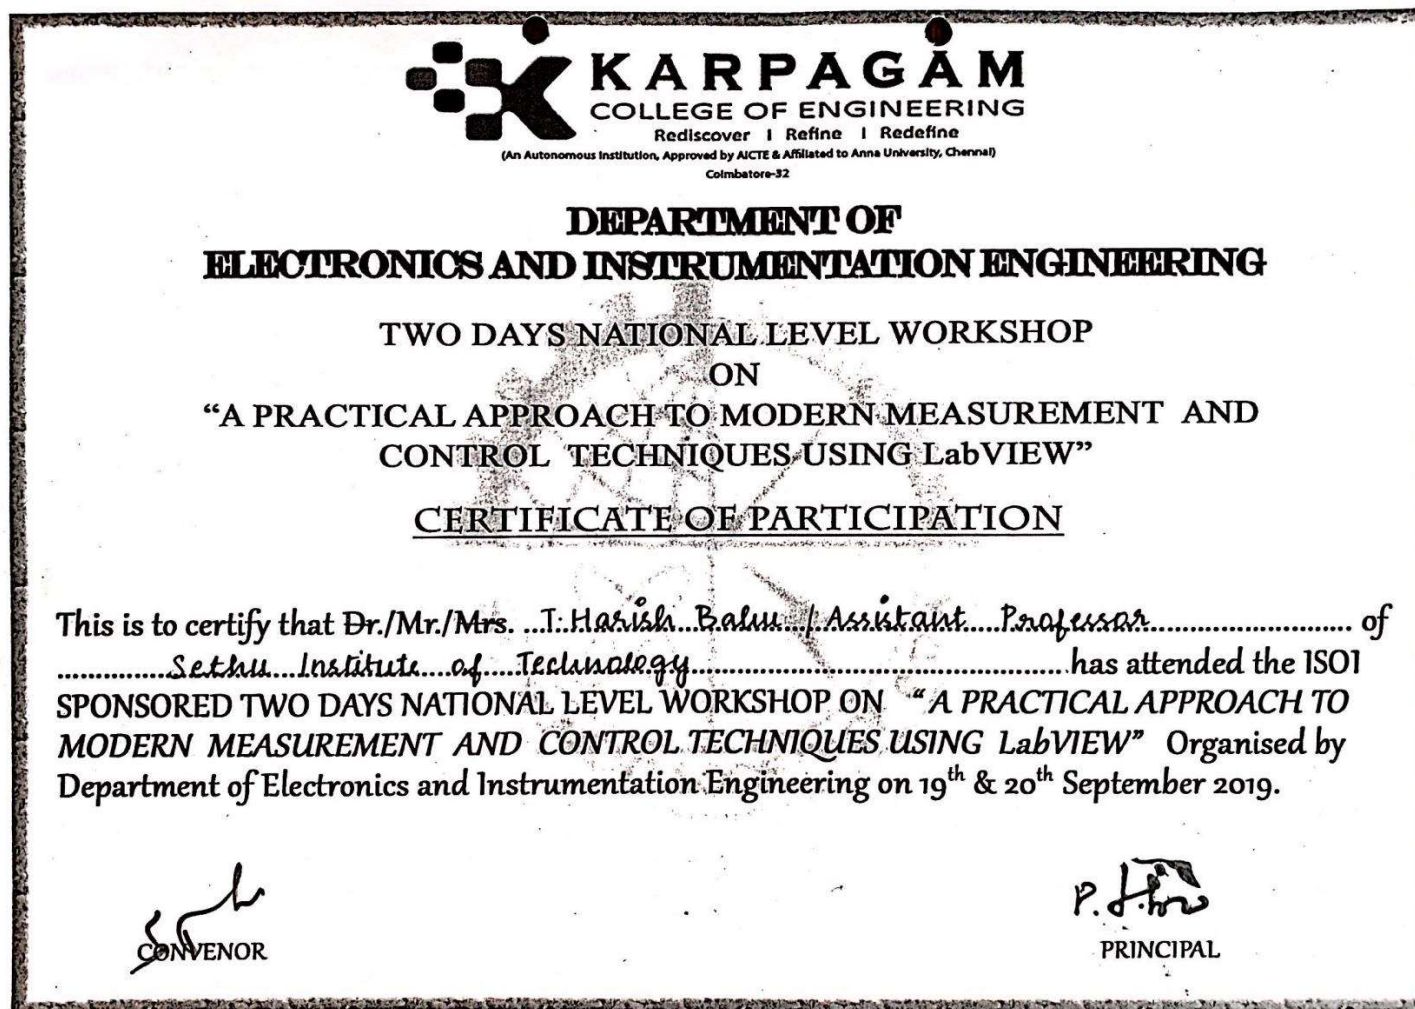 KARPAGAM
COLLEGE OF ENGINEERING
Rediscover | Refine | Redefine
(An Autonomous Institution, Approved by AICTE & Affiliated to Anna University, Chennai)
Coimbatore-32
DEPARTMENT OF
ELECTRONICS AND INSTRUMENTATION ENGINEERING
TWO DAYS NATIONAL LEVEL WORKSHOP
ON
“A PRACTICAL APPROACH TO MODERN MEASUREMENT AND
CONTROL TECHNIQUES USING LabVIEW”
CERTIFICATE OF PARTICIPATION
This is to certify that Dr./Mr./Mrs. T. Harish Balu / Assistant Professor of
Sethu Institute of Technology has attended the ISOI
SPONSORED TWO DAYS NATIONAL LEVEL WORKSHOP ON “A PRACTICAL APPROACH TO
MODERN MEASUREMENT AND CONTROL TECHNIQUES USING LabVIEW” Organised by
Department of Electronics and Instrumentation Engineering on 19th & 20th September 2019.
CONVENOR
PRINCIPAL